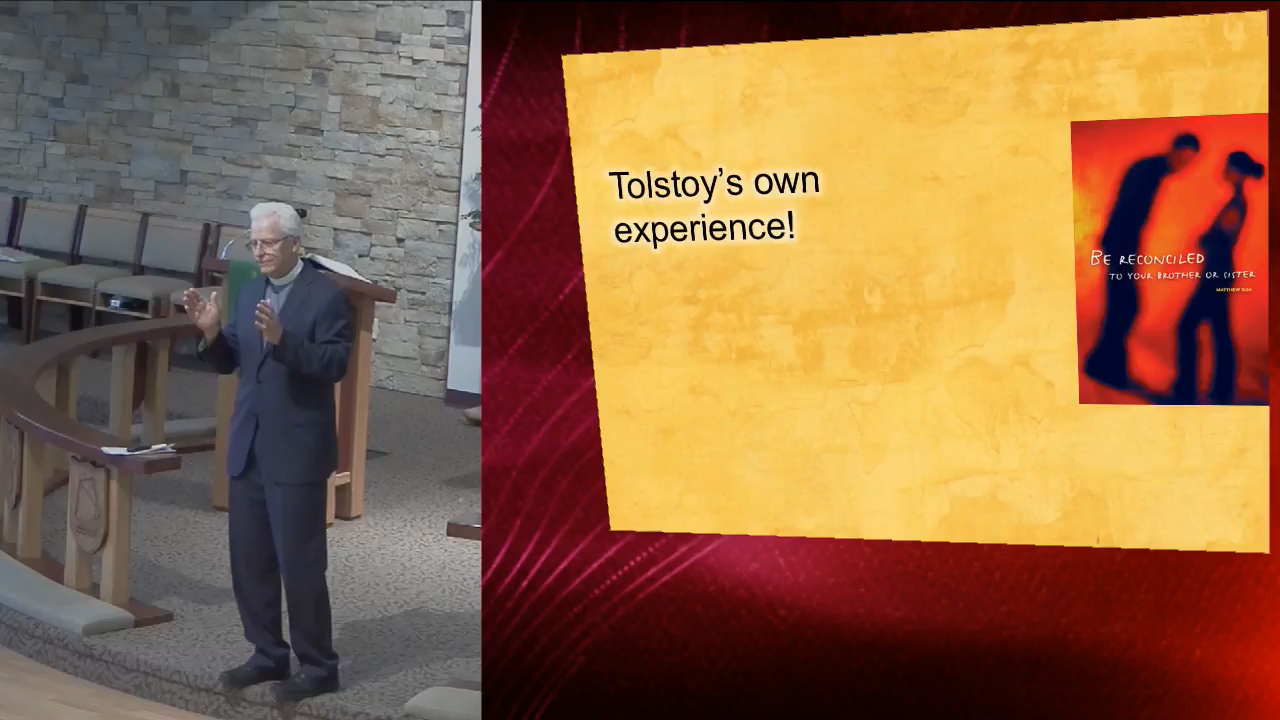 Tolstoy's own
experience!
BE RECONCILED
TO YOUR BROTHER OR SISTER